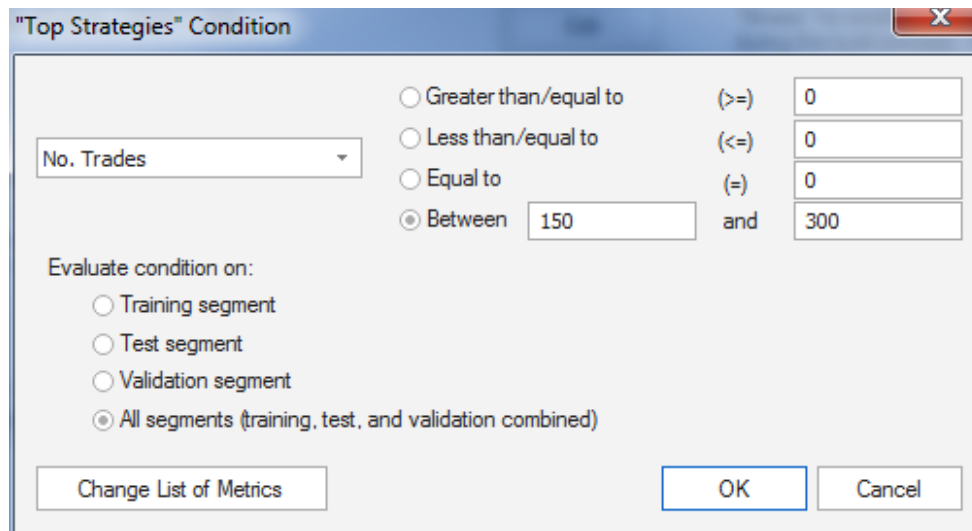 "Top Strategies" Condition
X
No. Trades
Greater than/equal to (>=) 0
Less than/equal to (<=) 0
Equal to (=) 0
Between 150 and 300
Evaluate condition on:
Training segment
Test segment
Validation segment
All segments (training, test, and validation combined)
Change List of Metrics OK Cancel